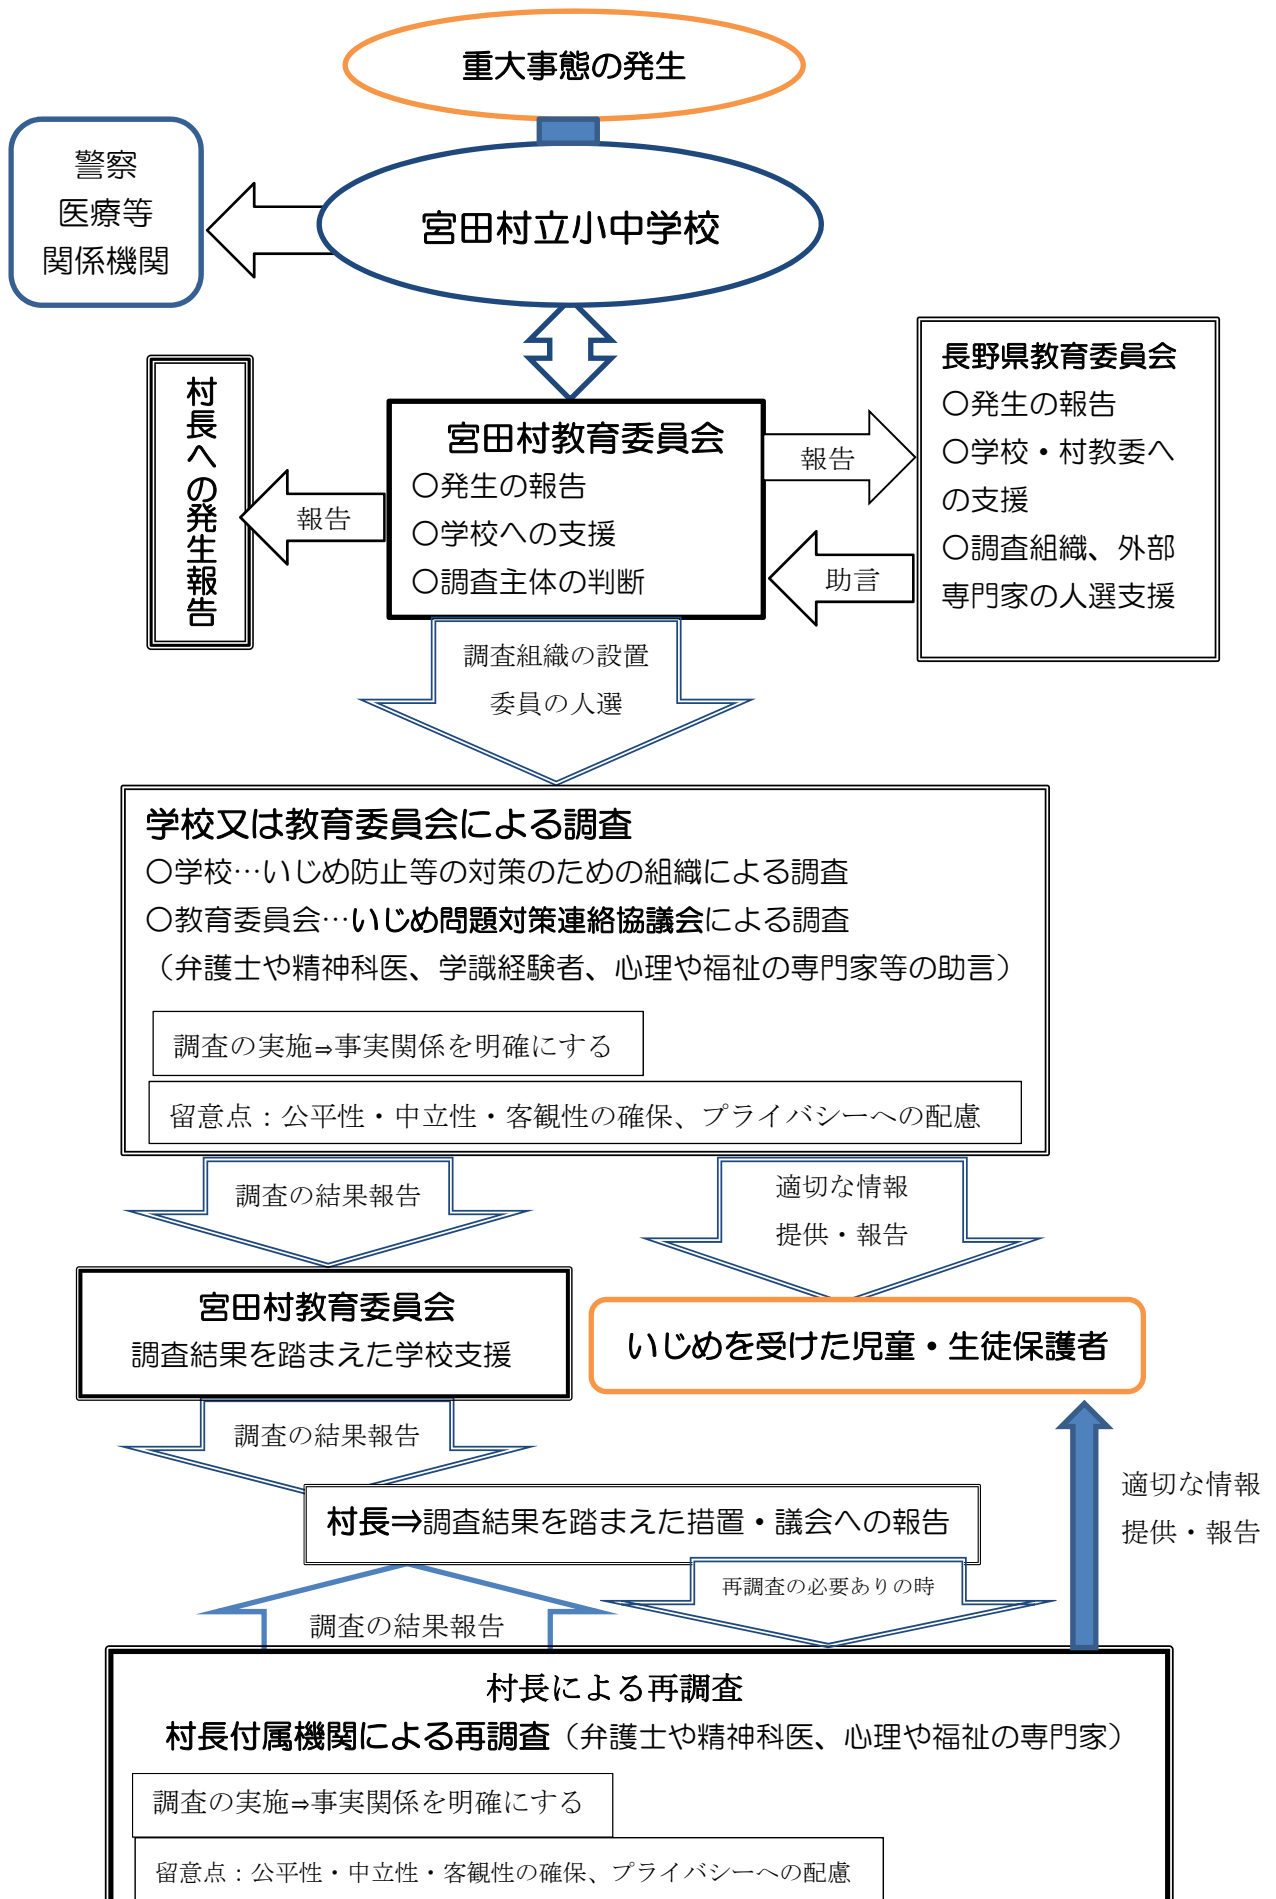 重大事態の発生
警察
医療等
関係機関
宮田村立小中学校
村長への発生報告
報告
宮田村教育委員会
〇発生の報告
〇学校への支援
〇調査主体の判断
報告
助言
長野県教育委員会
〇発生の報告
〇学校・村教委へ
の支援
〇調査組織、外部
専門家の人選支援
調査組織の設置
委員の人選
学校又は教育委員会による調査
〇学校…いじめ防止等の対策のための組織による調査
〇教育委員会…いじめ問題対策連絡協議会による調査
（弁護士や精神科医、学識経験者、心理や福祉の専門家等の助言）
調査の実施⇒事実関係を明確にする
留意点：公平性・中立性・客観性の確保、プライバシーへの配慮
調査の結果報告
適切な情報
提供・報告
宮田村教育委員会
調査結果を踏まえた学校支援
いじめを受けた児童・生徒保護者
調査の結果報告
適切な情報
提供・報告
村長⇒調査結果を踏まえた措置・議会への報告
再調査の必要ありの時
調査の結果報告
村長による再調査
村長付属機関による再調査（弁護士や精神科医、心理や福祉の専門家）
調査の実施⇒事実関係を明確にする
留意点：公平性・中立性・客観性の確保、プライバシーへの配慮